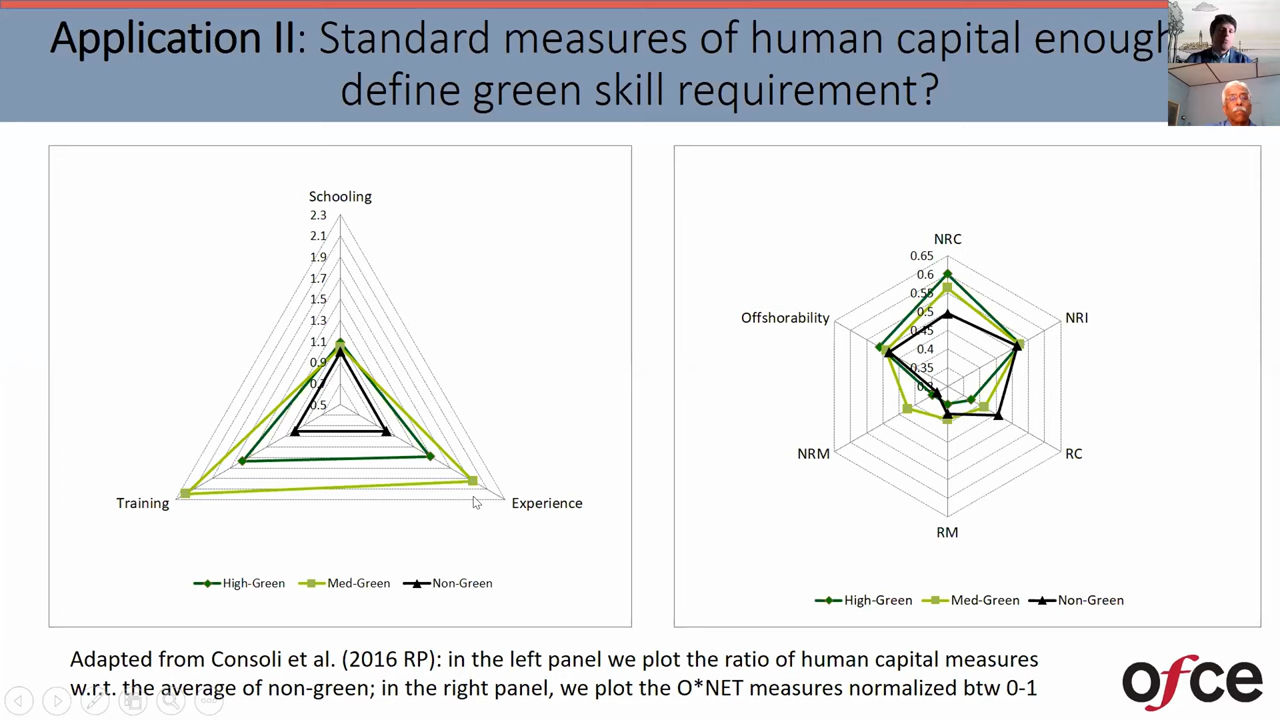 Application II: Standard measures of human capital enough
define green skill requirement?
Schooling
2.3
2.1
1.9
1.7
1.5
1.3
1.1
0.9
0.7
0.5
Training
Experience
High-Green
Med-Green
Non-Green
NRC
0.65
0.6
0.55
0.5
0.45
0.4
0.35
0.3
Offshorability
NRI
NRM
RC
RM
High-Green
Med-Green
Non-Green
Adapted from Consoli et al. (2016 RP): in the left panel we plot the ratio of human capital measures
w.r.t. the average of non-green; in the right panel, we plot the O*NET measures normalized btw 0-1
ofce